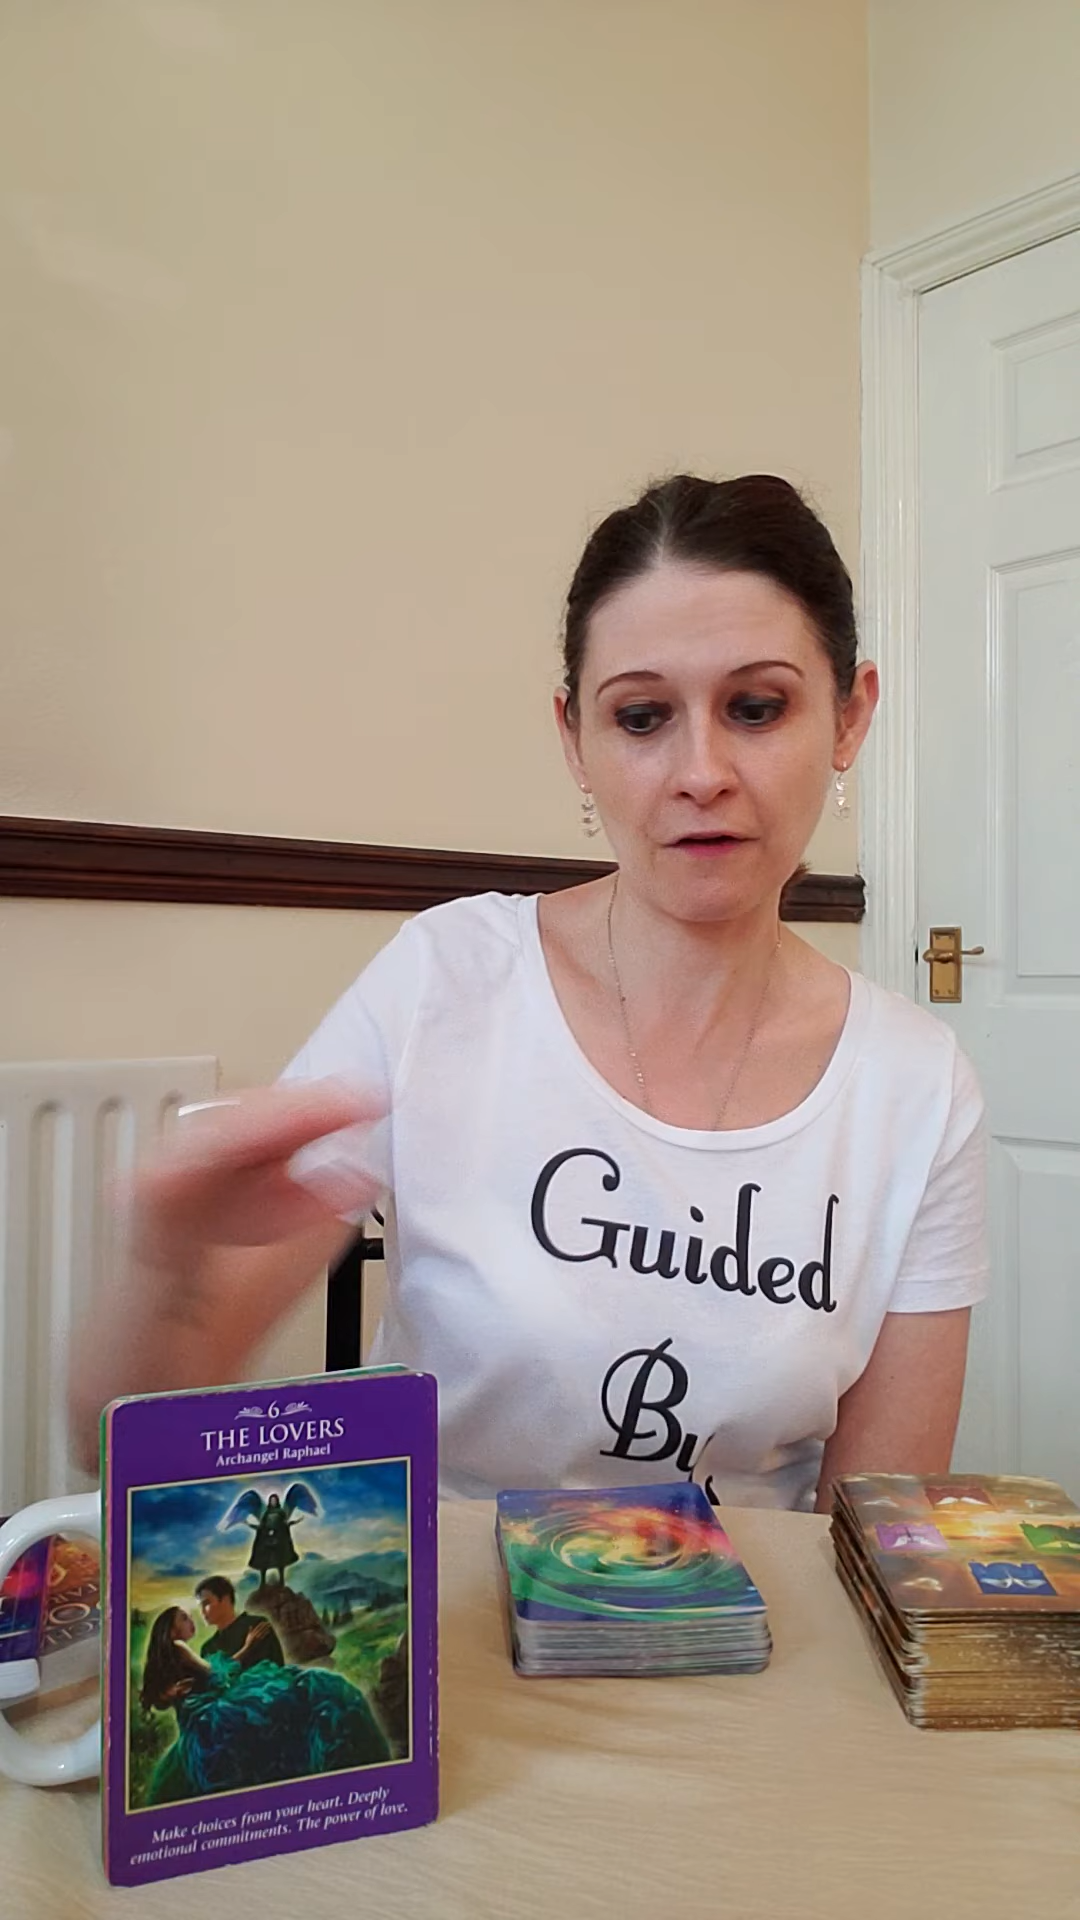 Guided
By
6
THE LOVERS
Archangel Raphael
Make choices from your heart. Deeply
emotional commitments. The power of love.